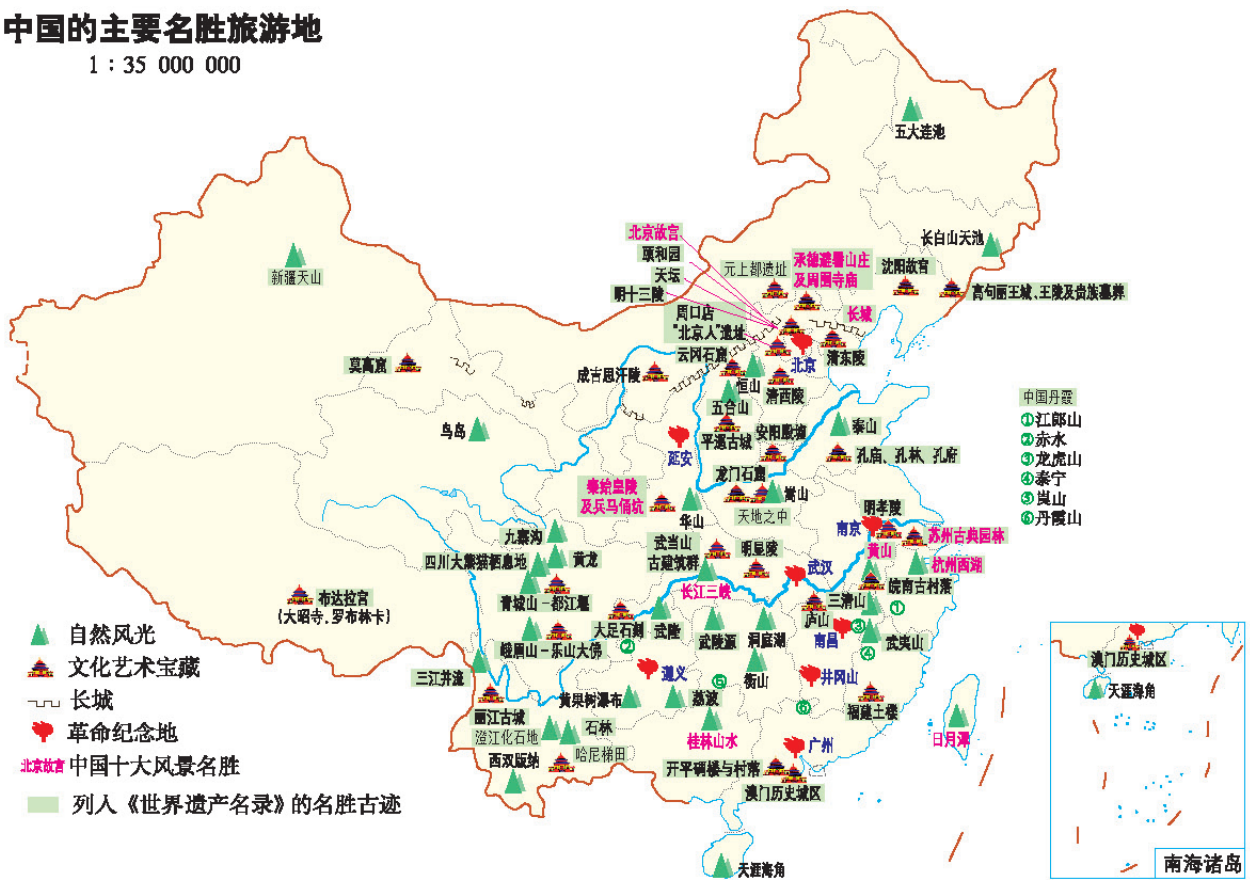 中国的主要名胜旅游地
1：35 000 000
五大连池
长白山天池
新疆天山
北京故宫
颐和园
天坛
明十三陵
元上都遗址
承德避暑山庄
及周围寺庙
沈阳故宫
高句丽王城、王陵及贵族墓葬
周口店
“北京人”遗址
长城
云冈石窟
北京
清东陵
莫高窟
成吉思汗陵
恒山
清西陵
五台山
中国丹霞
①江郎山
②赤水
③龙虎山
④泰宁
⑤崀山
⑥丹霞山
鸟岛
延安
平遥古城
安阳殷墟
泰山
孔庙、孔林、孔府
龙门石窟
秦始皇陵
及兵马俑坑
华山
嵩山
天地之中
明孝陵
南京
苏州古典园林
九寨沟
黄龙
四川大熊猫栖息地
武当山
古建筑群
明显陵
武汉
黄山
杭州西湖
皖南古村落
青城山－都江堰
长江三峡
布达拉宫
(大昭寺、罗布林卡)
大足石刻
武隆
武陵源
洞庭湖
庐山
三清山
①
南昌
③
武夷山
④
峨眉山－乐山大佛
②
三江并流
遵义
⑤
衡山
井冈山
丽江古城
黄果树瀑布
荔波
⑥
福建土楼
澄江化石地
石林
桂林山水
日月潭
哈尼梯田
西双版纳
广州
开平碉楼与村落
澳门历史城区
天涯海角
自然风光
文化艺术宝藏
长城
革命纪念地
北京故宫 中国十大风景名胜
列入《世界遗产名录》的名胜古迹
澳门历史城区
天涯海角
南海诸岛